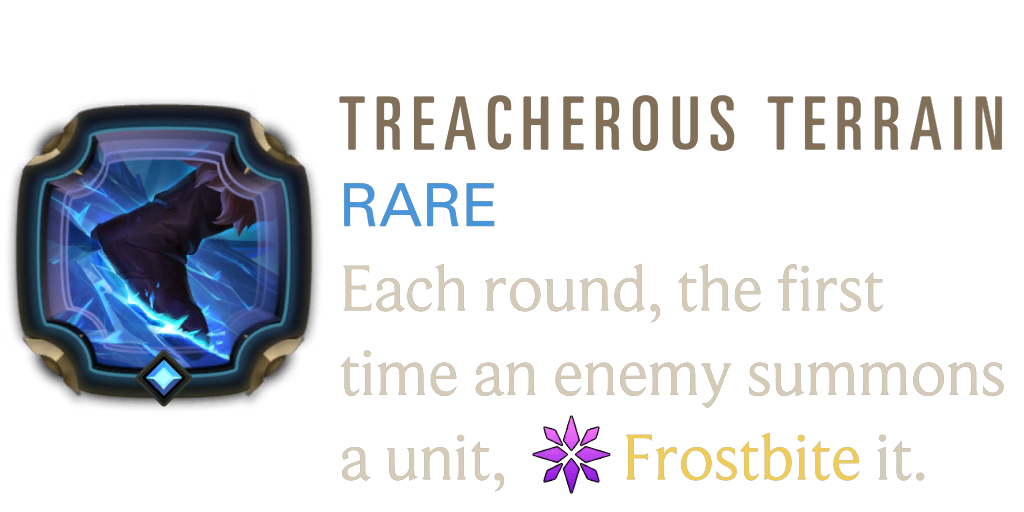 TREACHEROUS TERRAIN
RARE
Each round, the first
time an enemy summons
a unit, Frostbite it.